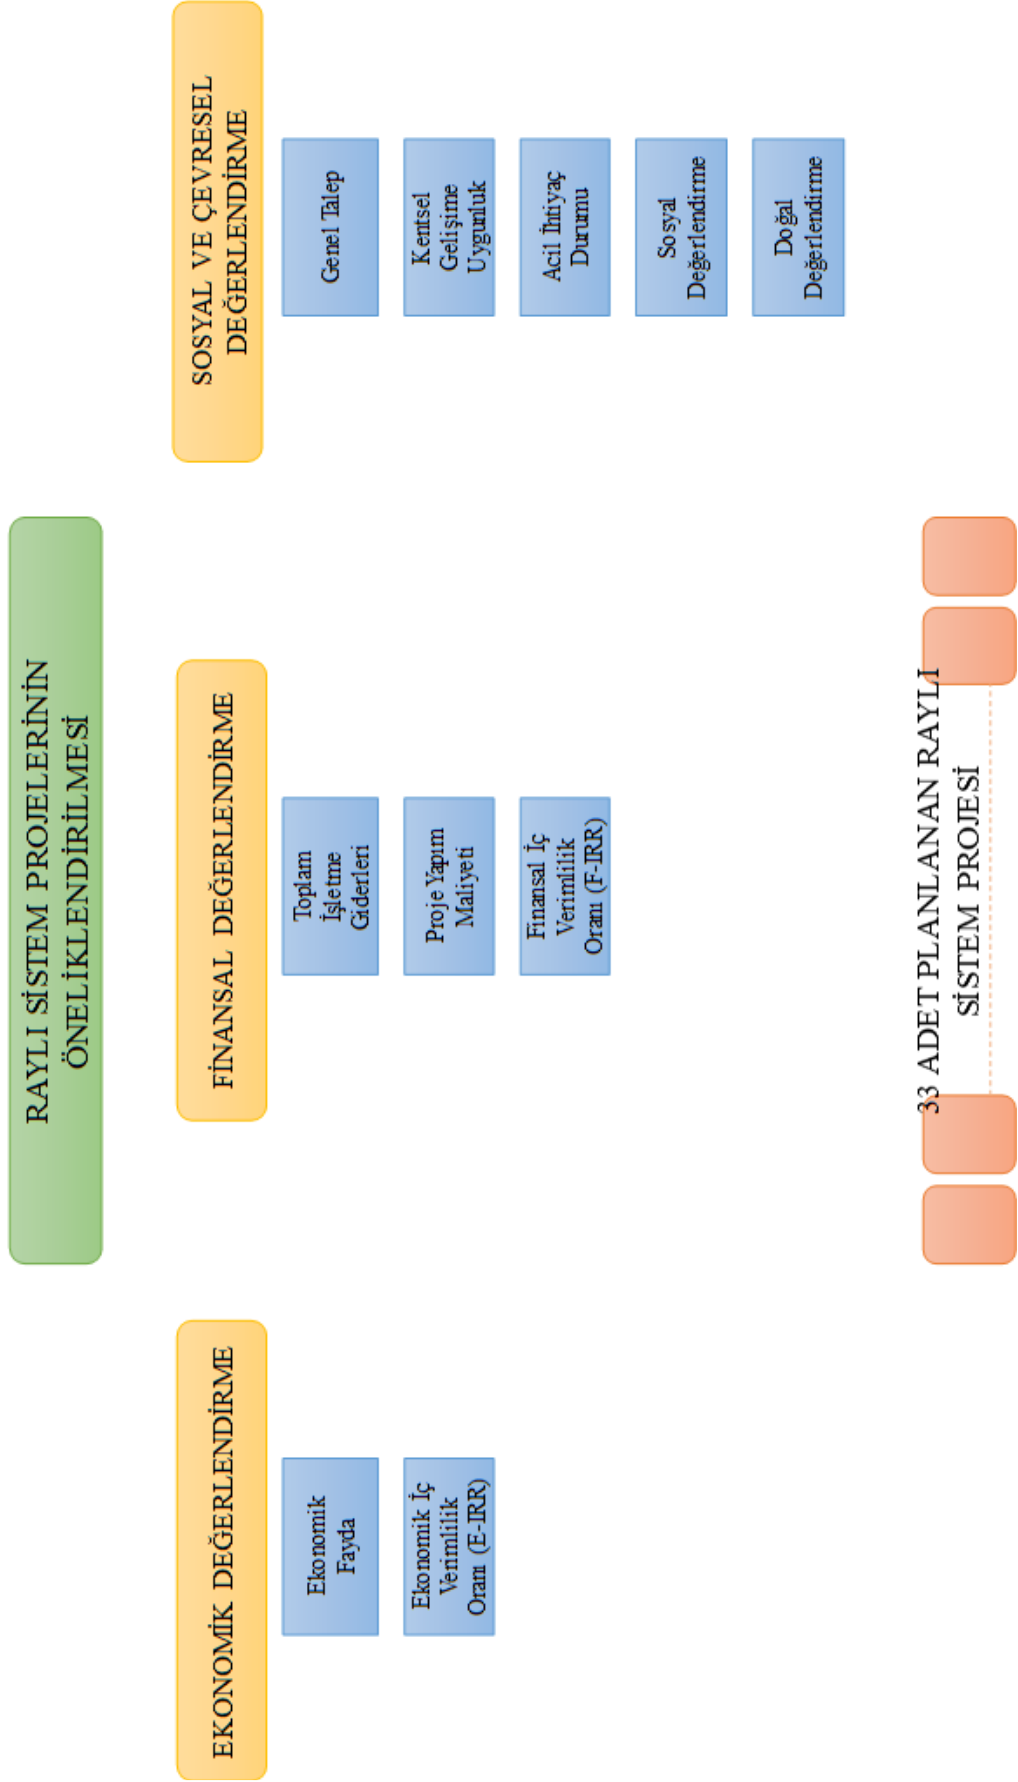 RAYLI SİSTEM PROJELERİNİN
ÖNELİKLENDİRİLMESİ
EKONOMİK DEĞERLENDİRME
Ekonomik
Fayda
Ekonomik İç
Verimlilik
Oranı (E-IRR)
FİNANSAL DEĞERLENDİRME
Toplam
İşletme
Giderleri
Proje Yapım
Maliyeti
Finansal İç
Verimlilik
Oranı (F-IRR)
SOSYAL VE ÇEVRESEL
DEĞERLENDİRME
Genel Talep
Kentsel
Gelişime
Uygunluk
Acil İhtiyaç
Durumu
Sosyal
Değerlendirme
Doğal
Değerlendirme
33 ADET PLANLANAN RAYLI
SİSTEM PROJESİ